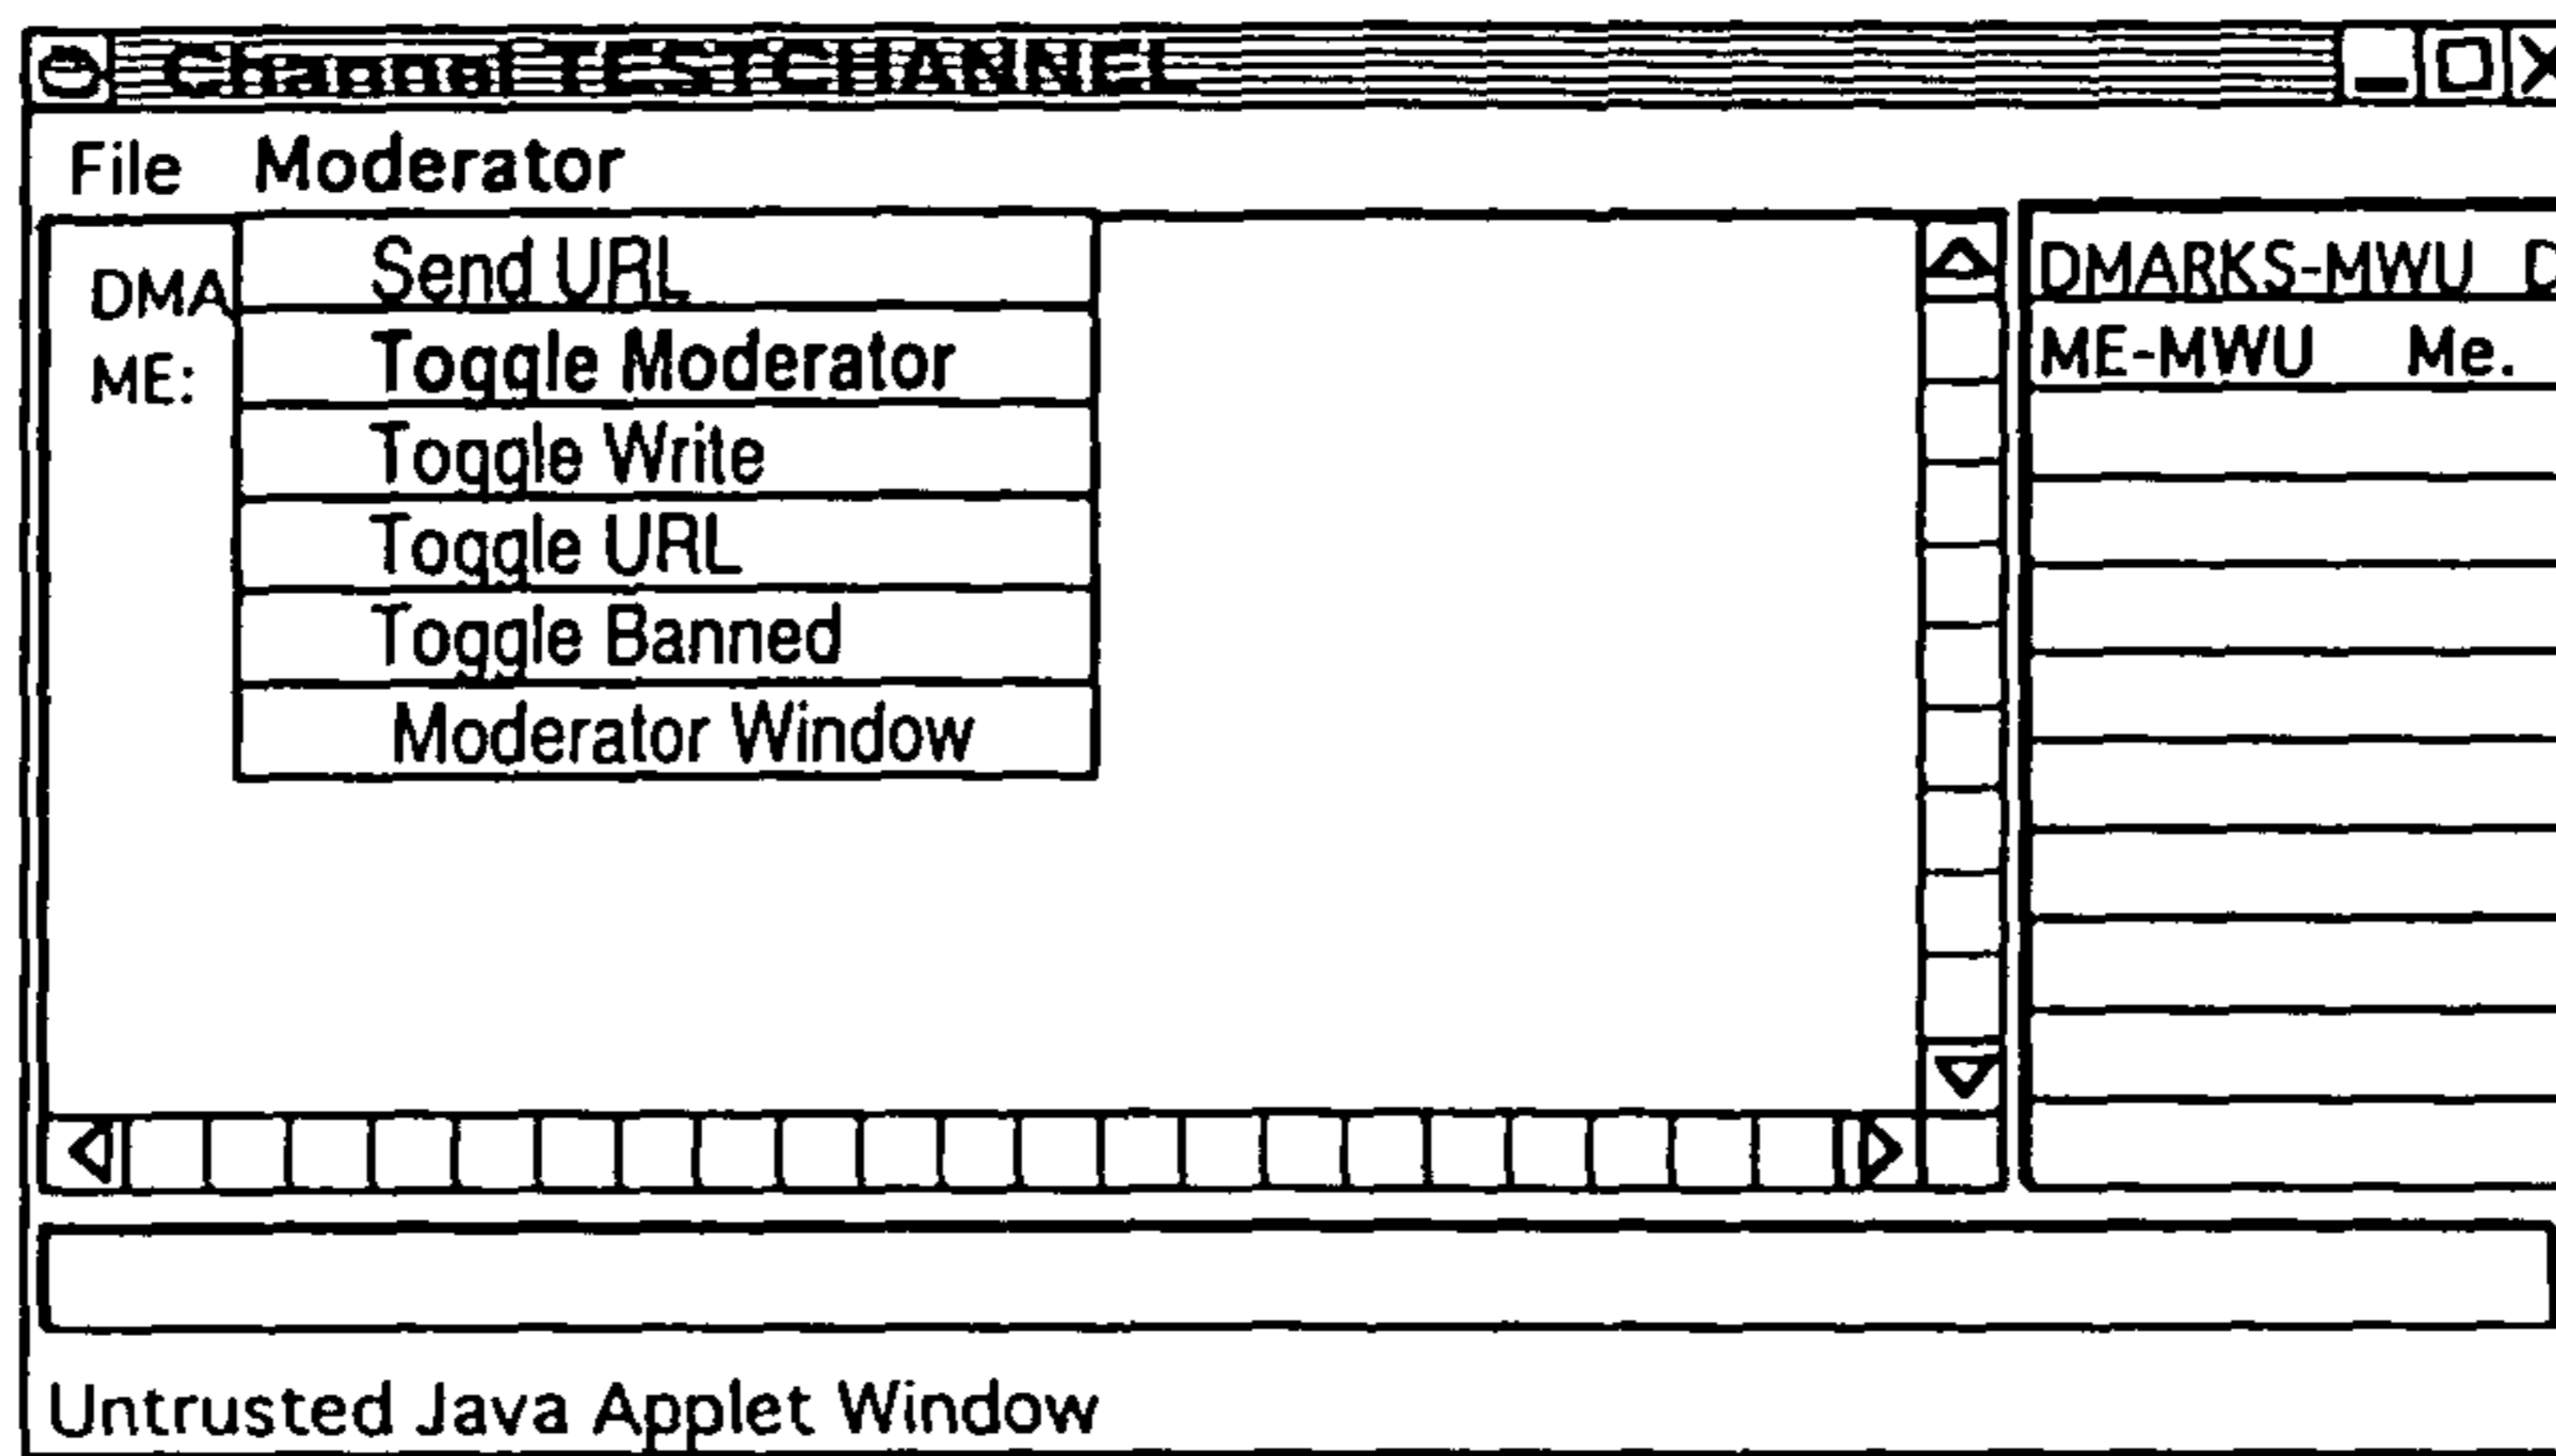 Channel TESTCHANNEL
File Moderator
DMA
ME:
Send URL
Toggle Moderator
Toggle Write
Toggle URL
Toggle Banned
Moderator Window
DMARKS-MWU D
ME-MWU Me.
Untrusted Java Applet Window